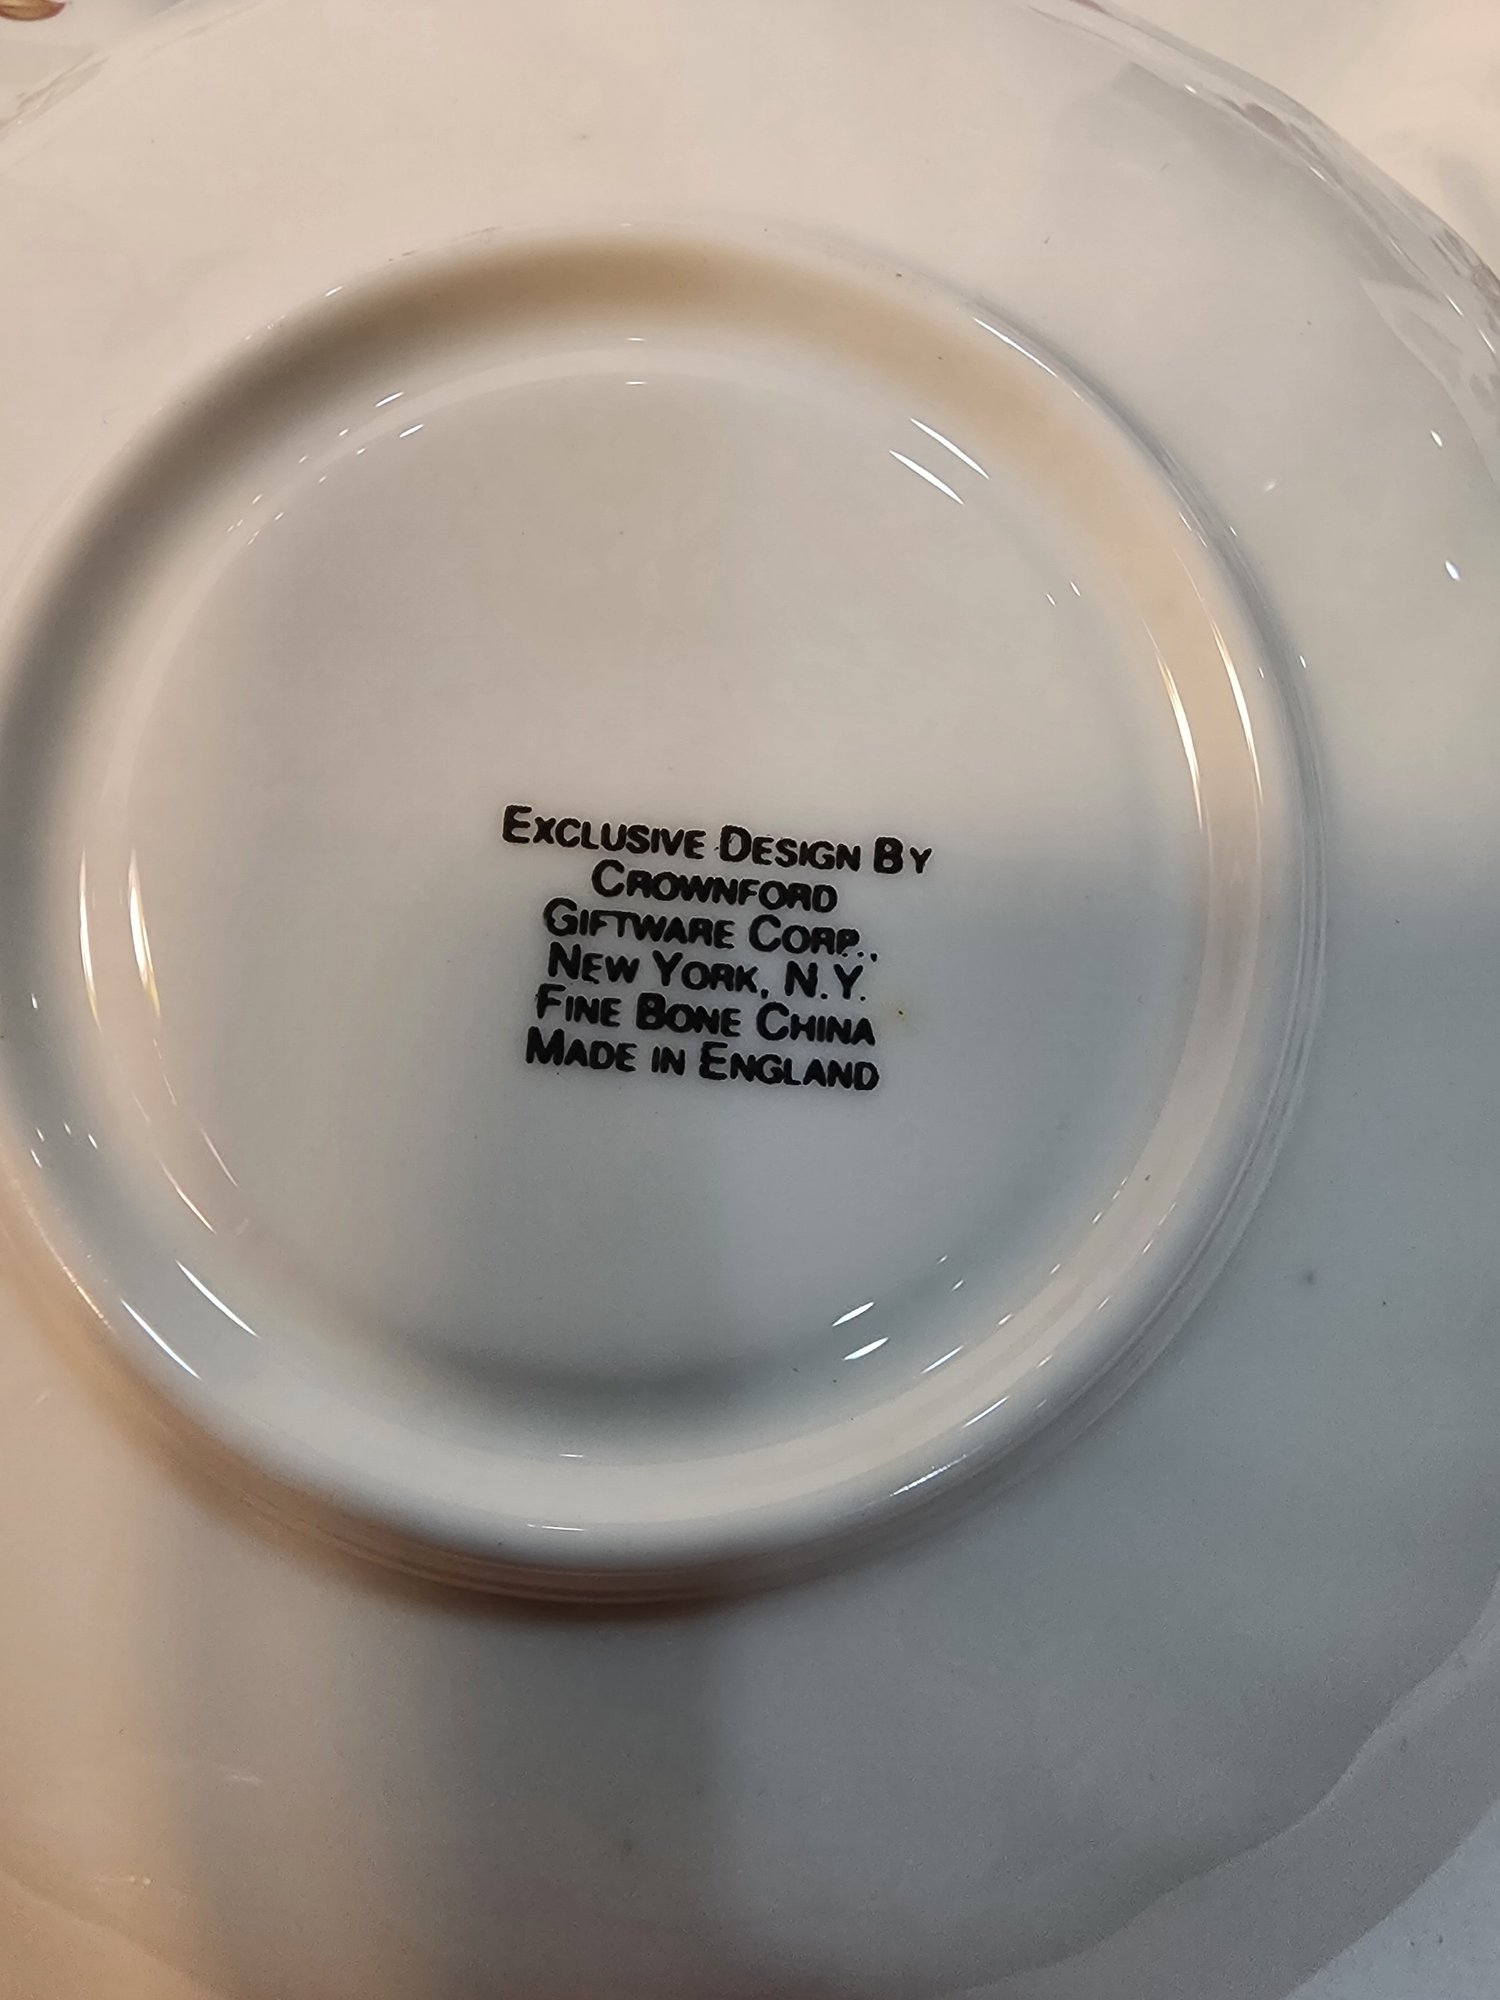 Exclusive Design By
Crownford
Giftware Corp.,
New York, N.Y.
Fine Bone China
Made in England